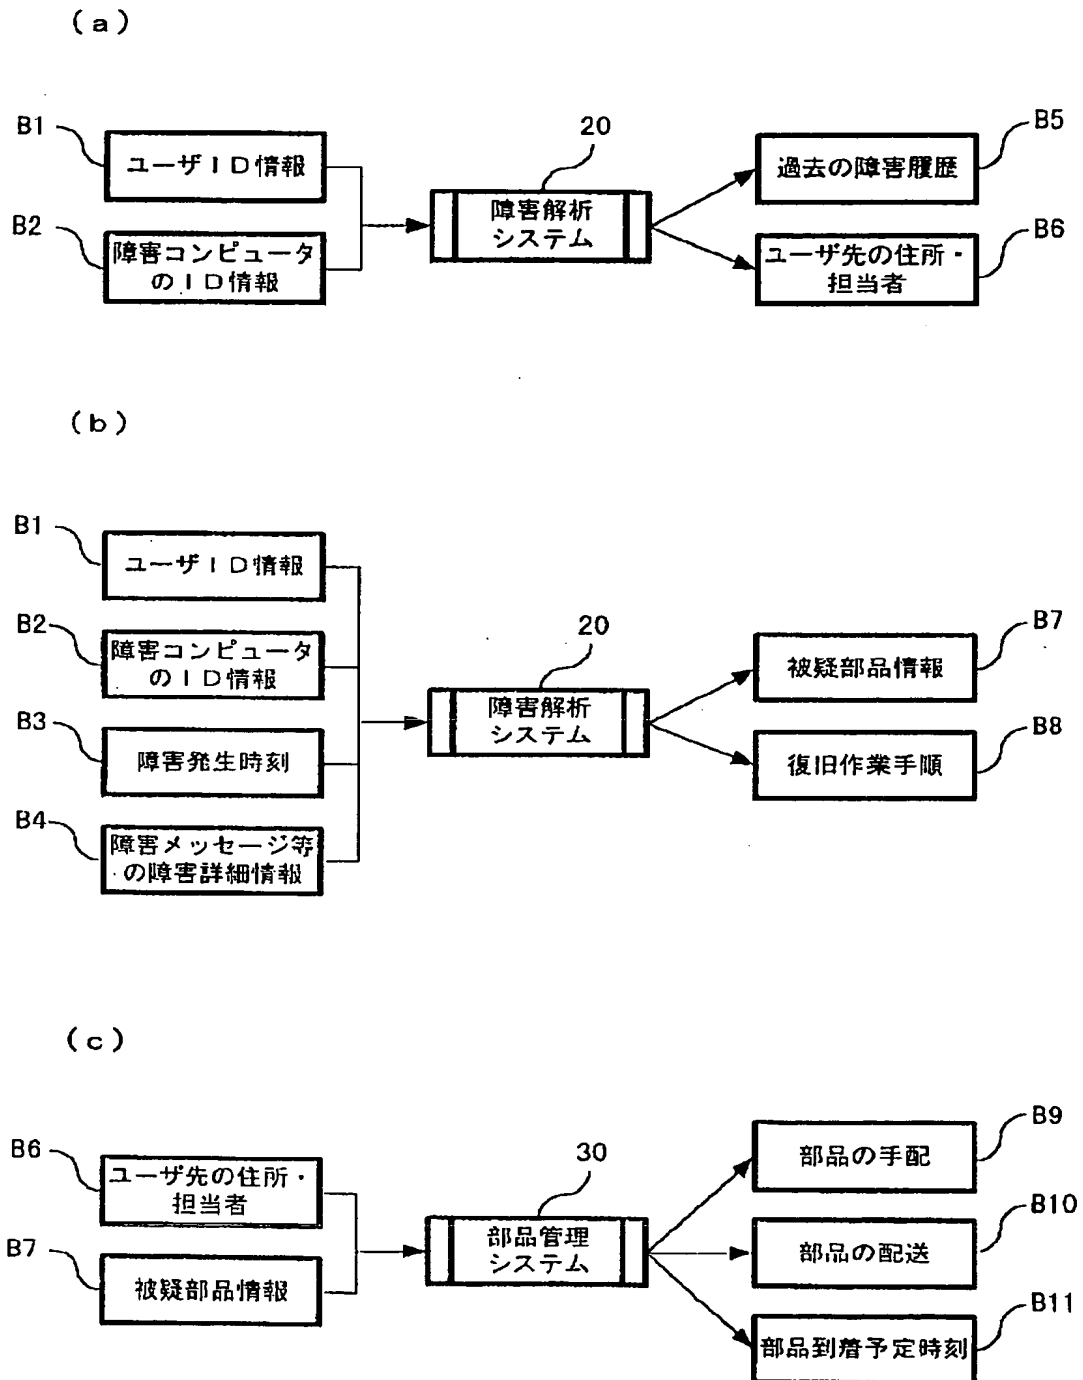 (a)
B1
ユーザID情報
B2
障害コンピュータ
のID情報
20
障害解析
システム
B5
過去の障害履歴
B6
ユーザ先の住所・
担当者
(b)
B1
ユーザID情報
B2
障害コンピュータ
のID情報
B3
障害発生時刻
B4
障害メッセージ等
の障害詳細情報
20
障害解析
システム
B7
被疑部品情報
B8
復旧作業手順
(c)
B6
ユーザ先の住所・
担当者
B7
被疑部品情報
30
部品管理
システム
B9
部品の手配
B10
部品の配送
B11
部品到着予定時刻